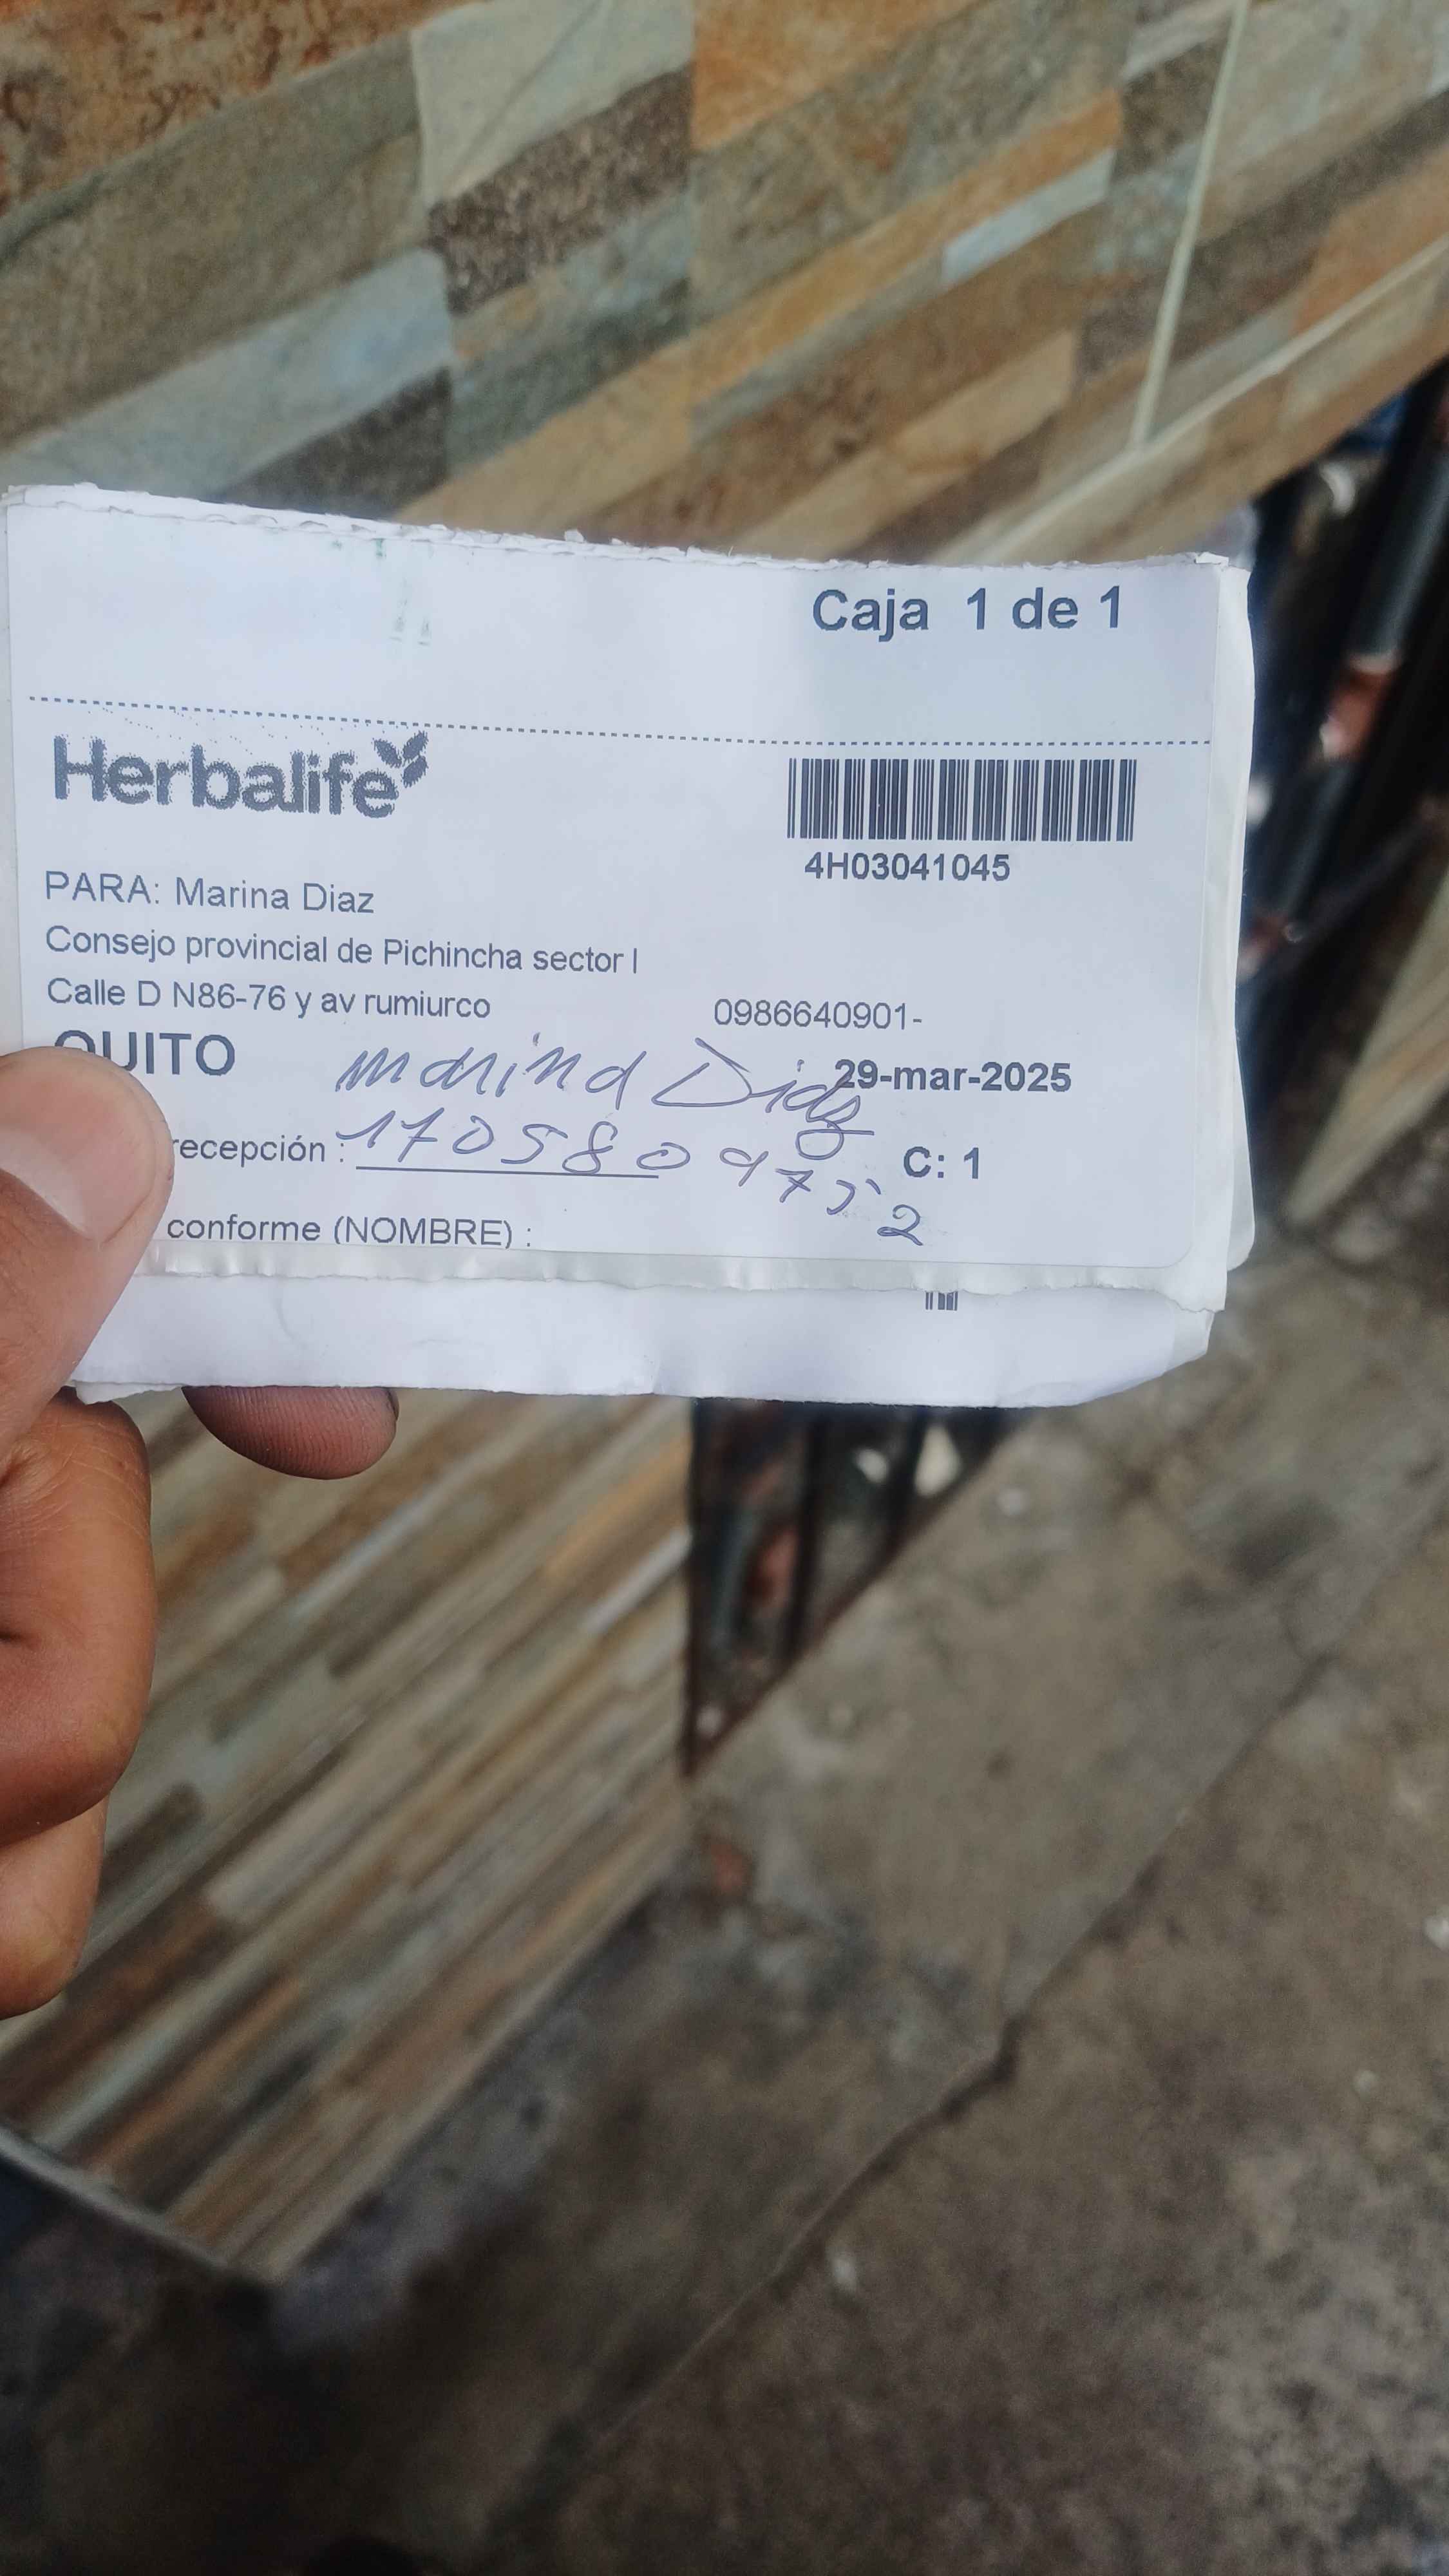 Caja 1 de 1
Herbalife
4H03041045
PARA: Marina Diaz
Consejo provincial de Pichincha sector I
Calle D N86-76 y av rumiurco 0986640901-
QUITO Marina Diaz 29-mar-2025
recepción : C: 1
conforme (NOMBRE) :